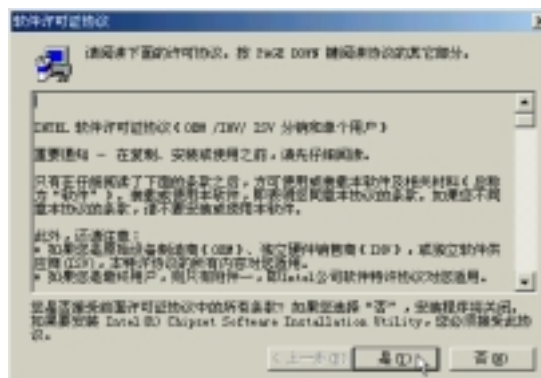 软件许可证协议
请阅读下面的许可协议。按 PAGE DOWN 键阅读协议的其它部分。
INTEL 软件许可证协议 (OEM /IHV/ ISV 分销和单个用户)
重要通知 — 在复制、安装或使用之前，请先仔细阅读。
只有在仔细阅读了下面的条款之后，方可使用或装载本软件及相关材料（总称
为“软件”）。装载或使用本软件，即表明您同意本协议的条款。如果您不同
意本协议的条款，请不要安装或使用本软件。
此外，还请注意：
* 如果您是原始设备制造商 (OEM)、独立硬件销售商 (IHV)，或独立软件供
应商(ISV)，本特许协议的所有内容对您适用。
* 如果您是最终用户，则只有附件一，即Intel公司软件特许协议对您适用。
您是否接受前面许可证协议中的所有条款？如果您选择“否”，安装程序将关闭。
如果要安装 Intel(R) Chipset Software Installation Utility，您必须接受此协
议。
<上一步(B)
是(Y)
否(N)